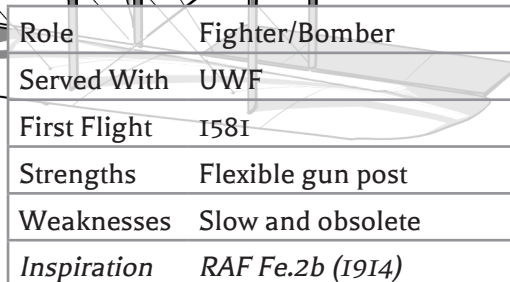 Role Fighter/Bomber
Served With UWF
First Flight 1581
Strengths Flexible gun post
Weaknesses Slow and obsolete
Inspiration RAF Fe.2b (1914)